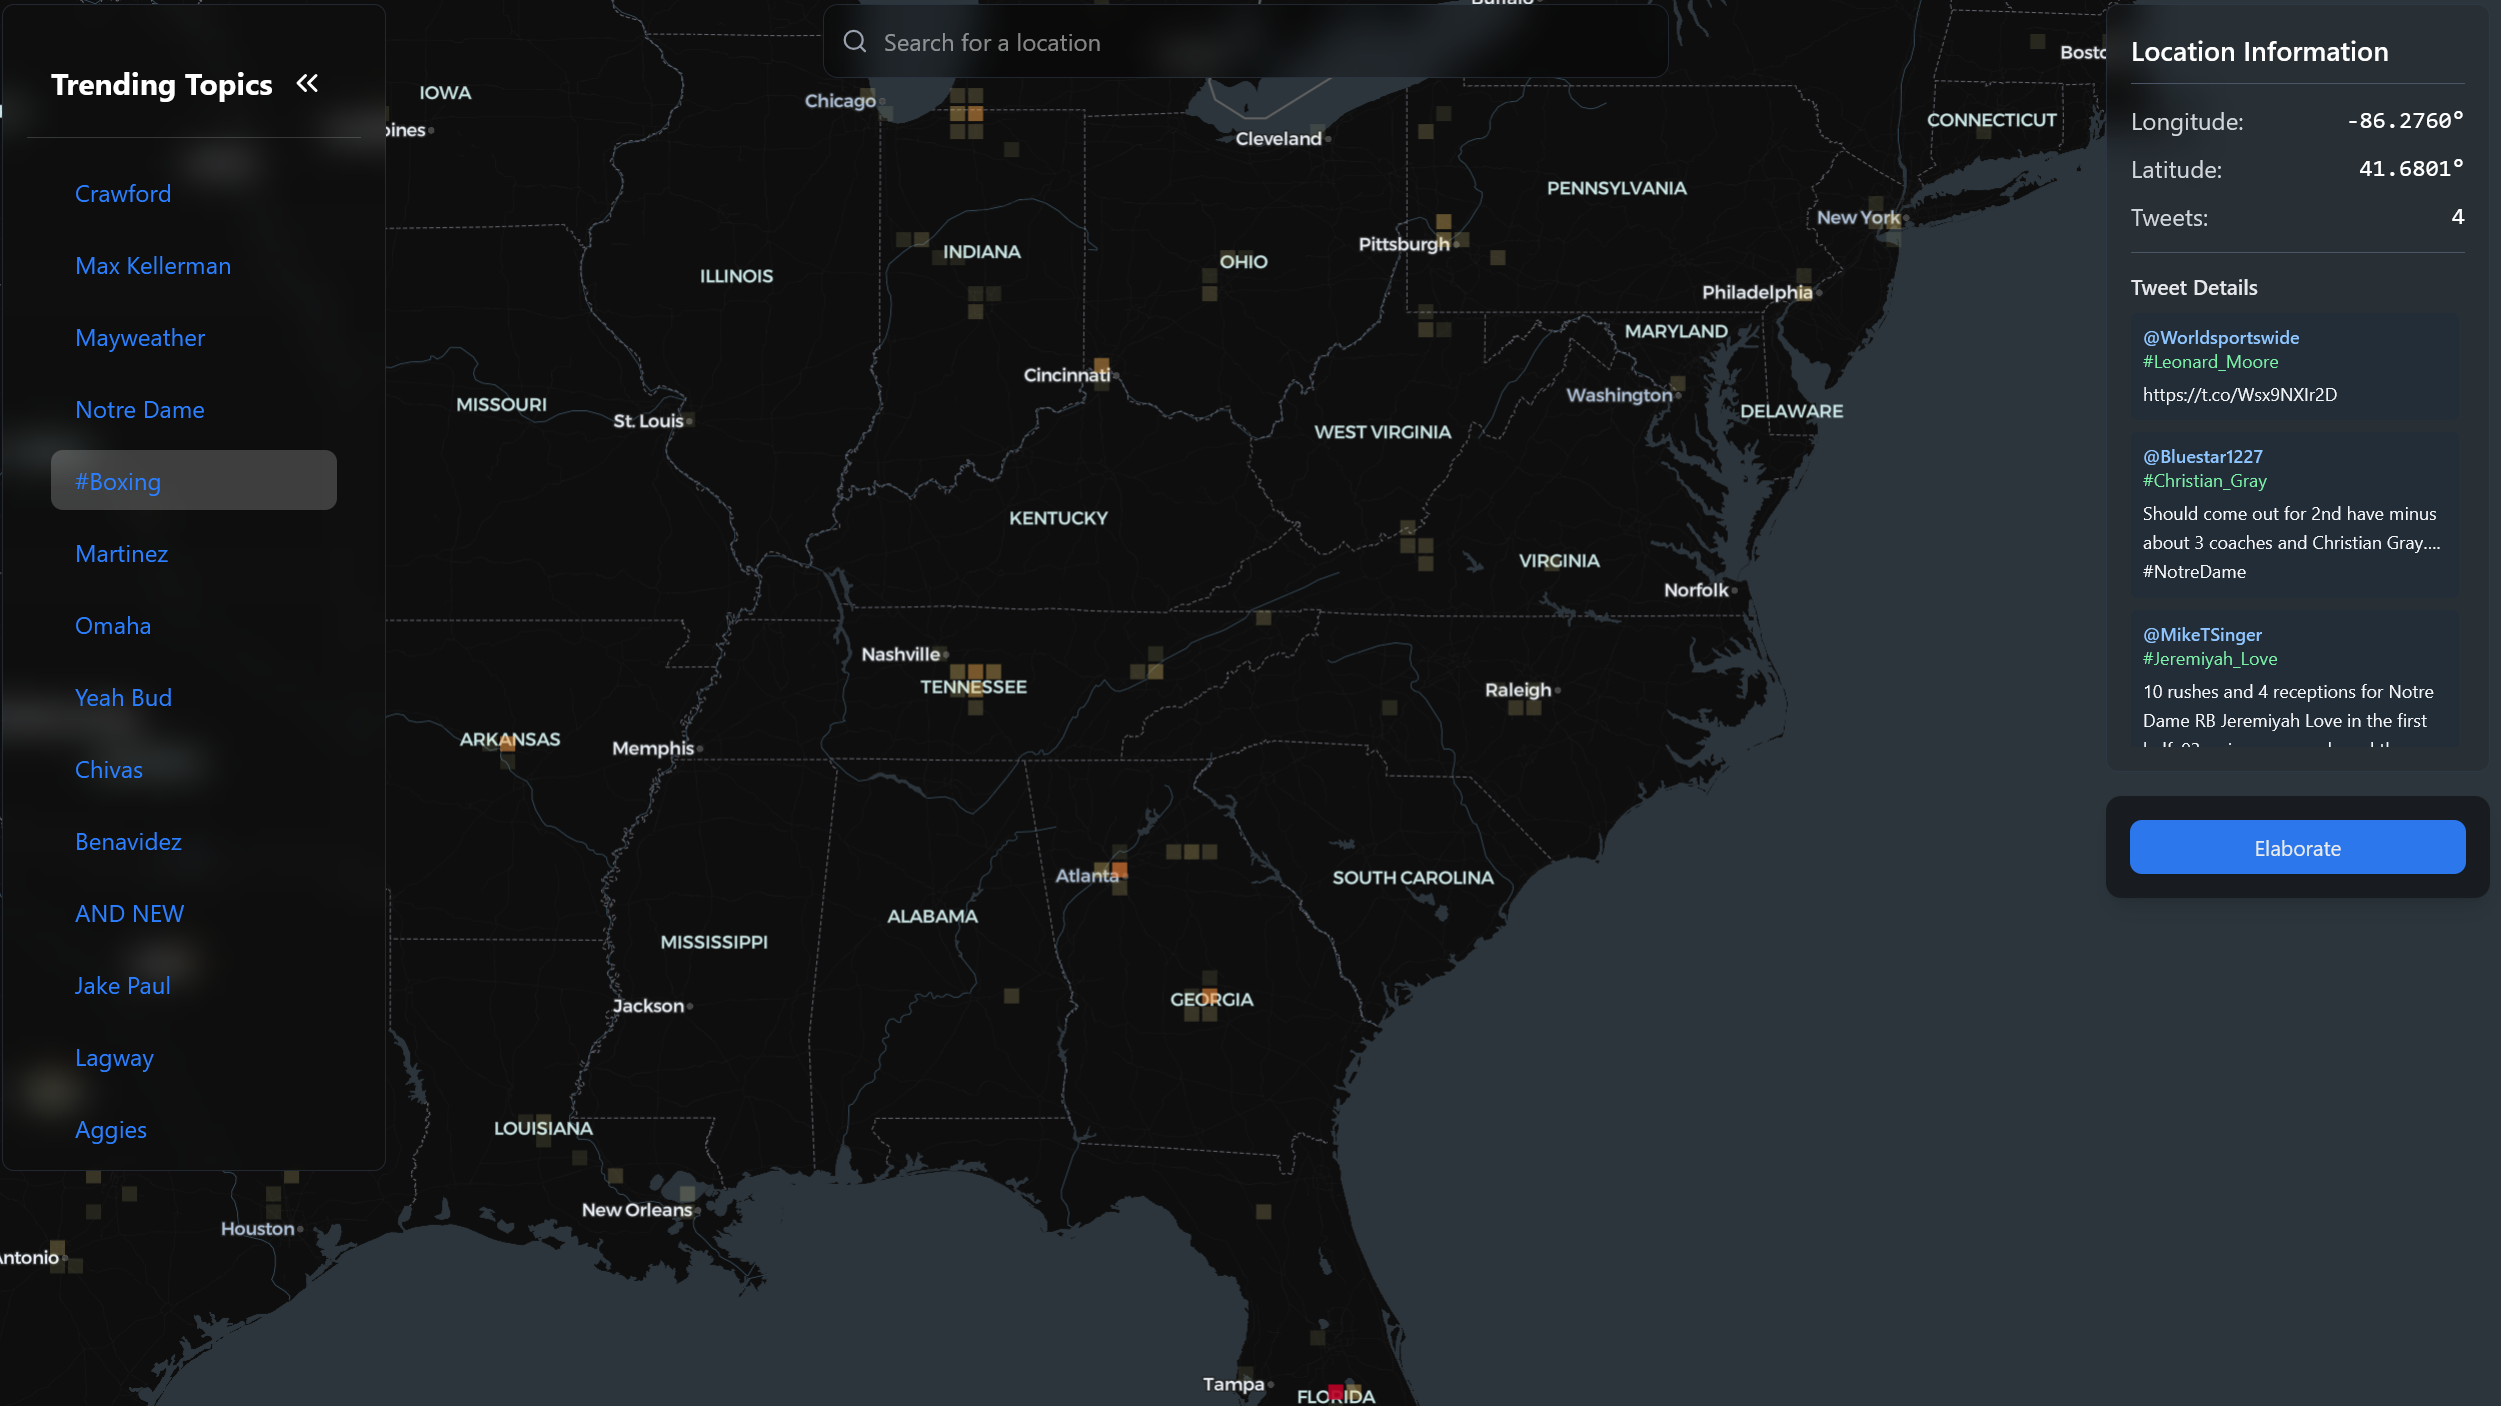 Trending Topics
Crawford
Max Kellerman
Mayweather
Notre Dame
#Boxing
Martinez
Omaha
Yeah Bud
Chivas
Benavidez
AND NEW
Jake Paul
Lagway
Aggies
Search for a location
IOWA
Chicago
Cleveland
CONNECTICUT
PENNSYLVANIA
New York
Pittsburgh
INDIANA
OHIO
ILLINOIS
Philadelphia
MARYLAND
Cincinnati
Washington
MISSOURI
St. Louis
DELAWARE
WEST VIRGINIA
KENTUCKY
VIRGINIA
Norfolk
Nashville
TENNESSEE
Raleigh
ARKANSAS
Memphis
Atlanta
SOUTH CAROLINA
ALABAMA
MISSISSIPPI
GEORGIA
Jackson
LOUISIANA
New Orleans
Houston
Antonio
Tampa
FLORIDA
Location Information
Longitude: -86.2760°
Latitude: 41.6801°
Tweets: 4
Tweet Details
@Worldsportswide
#Leonard_Moore
https://t.co/Wsx9NXIr2D
@Bluestar1227
#Christian_Gray
Should come out for 2nd have minus
about 3 coaches and Christian Gray....
#NotreDame
@MikeTSinger
#Jeremiyah_Love
10 rushes and 4 receptions for Notre
Dame RB Jeremiyah Love in the first
Elaborate